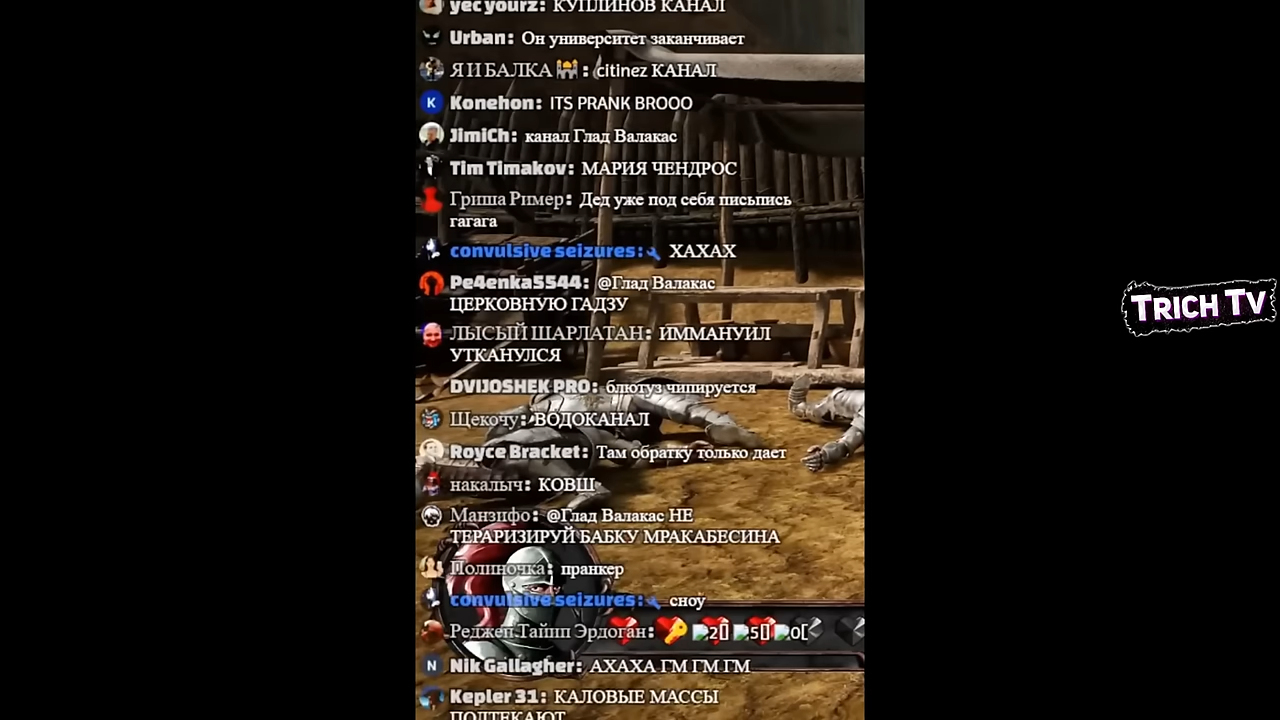 yec yourz: КУПЛИНОВ КАНАЛ
Urban: Он университет заканчивает
Я И БАЛКА 🕌: citinez КАНАЛ
K Konehon: ITS PRANK BROOO
JimiCh: канал Глад Валакас
Tim Timakov: МАРИЯ ЧЕНДРОС
Гриша Ример: Дед уже под себя письпись
гагага
convulsive seizures:🔧 ХАХАХ
Pe4enka5544: @Глад Валакас
ЦЕРКОВНУЮ ГАДЗУ
ЛЫСЫЙ ШАРЛАТАН: ИММАНУИЛ
УТКАНУЛСЯ
DVIJOSHEK PRO: блютуз чипируется
Щекочу: ВОДОКАНАЛ
Royce Bracket: Там обратку только дает
накалыч: КОВШ
Манзифо: @Глад Валакас НЕ
ТЕРАРИЗИРУЙ БАБКУ МРАКАБЕСИНА
Полиночка: пранкер
convulsive seizures:🔧 сноу
Реджеп Тайип Эрдоган: 2 5 0
N Nik Gallagher: АХАХА ГМ ГМ ГМ
Kepler 31: КАЛОВЫЕ МАССЫ
ПОДТЕКАЮТ
TRICH TV